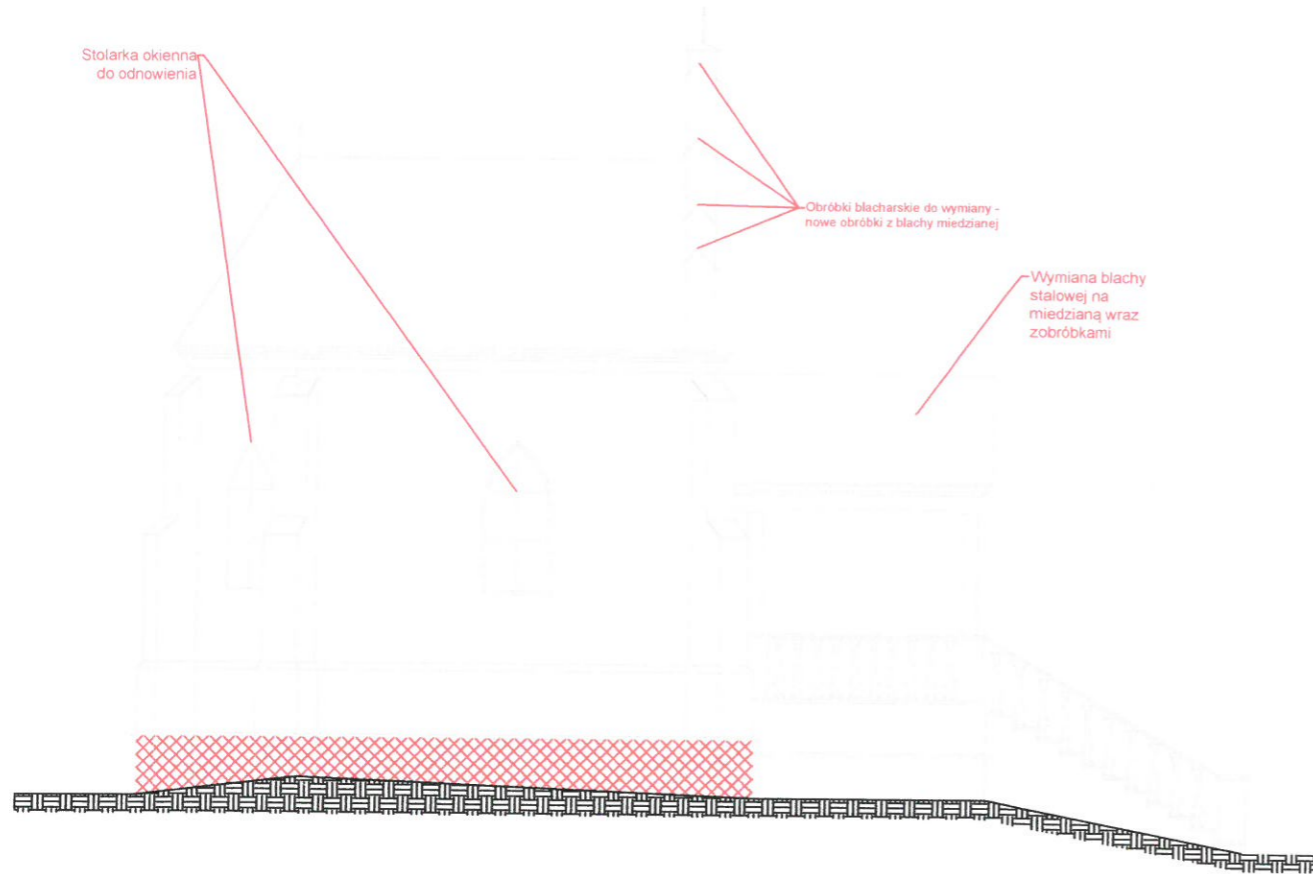 Stolarka okienna
do odnowienia
Obróbki blacharskie do wymiany -
nowe obróbki z blachy miedzianej
Wymiana blachy
stalowej na
miedzianą wraz
zobróbkami